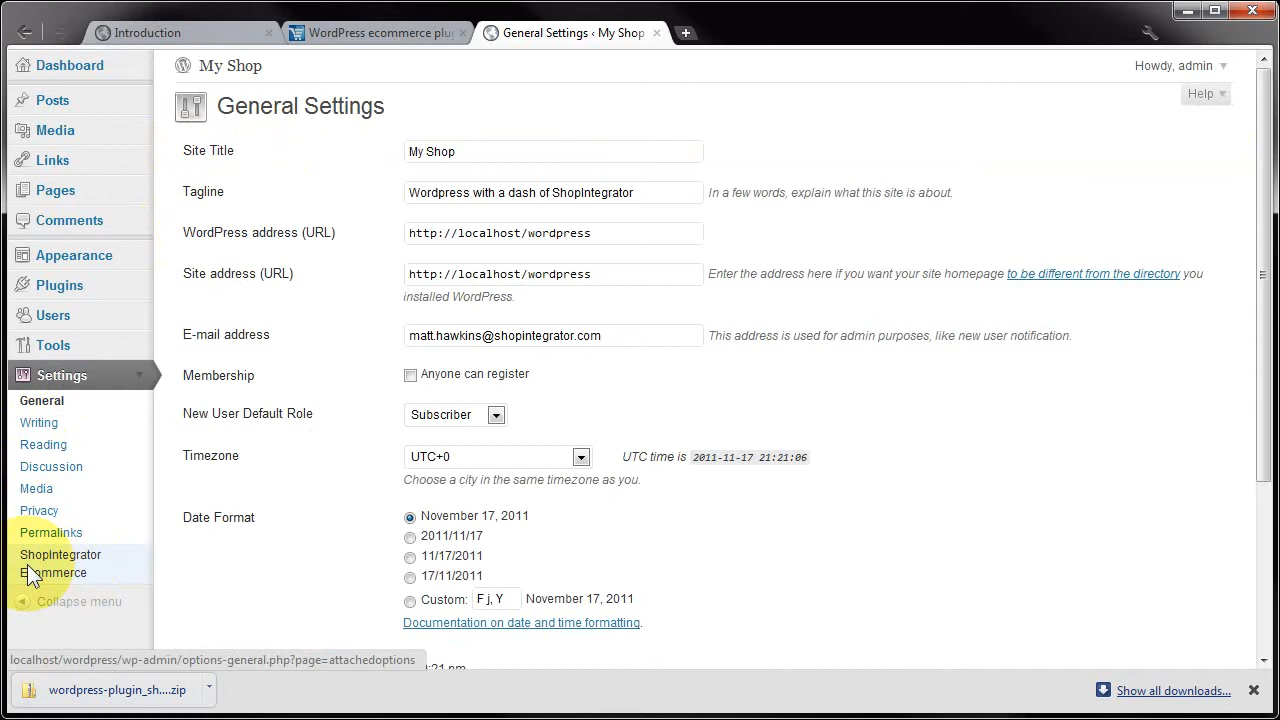 Introduction
WordPress ecommerce plu
General Settings ‹ My Shop
Dashboard
Posts
Media
Links
Pages
Comments
Appearance
Plugins
Users
Tools
Settings
General
Writing
Reading
Discussion
Media
Privacy
Permalinks
ShopIntegrator
Ecommerce
Collapse menu
My Shop
Howdy, admin
Help
General Settings
Site Title
My Shop
Tagline
Wordpress with a dash of ShopIntegrator
In a few words, explain what this site is about.
WordPress address (URL)
http://localhost/wordpress
Site address (URL)
http://localhost/wordpress
Enter the address here if you want your site homepage to be different from the directory you
installed WordPress.
E-mail address
matt.hawkins@shopintegrator.com
This address is used for admin purposes, like new user notification.
Membership
Anyone can register
New User Default Role
Subscriber
Timezone
UTC+0
UTC time is 2011-11-17 21:21:06
Choose a city in the same timezone as you.
Date Format
November 17, 2011
2011/11/17
11/17/2011
17/11/2011
Custom: F j, Y November 17, 2011
Documentation on date and time formatting.
localhost/wordpress/wp-admin/options-general.php?page=attachedoptions
wordpress-plugin_sh....zip
Show all downloads...